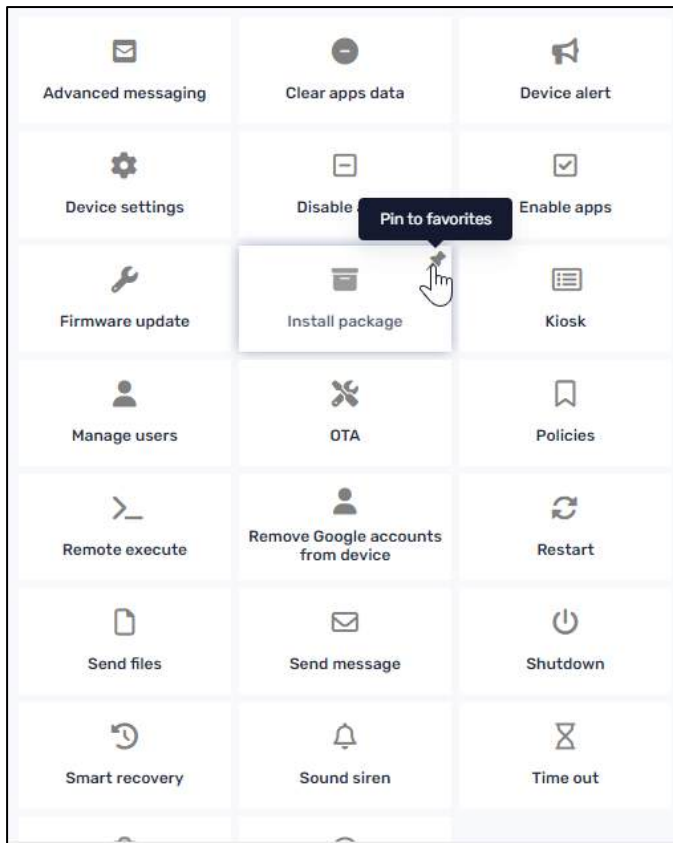 Advanced messaging
Clear apps data
Device alert
Device settings
Disable
Pin to favorites
Enable apps
Firmware update
Install package
Kiosk
Manage users
OTA
Policies
Remote execute
Remove Google accounts
from device
Restart
Send files
Send message
Shutdown
Smart recovery
Sound siren
Time out